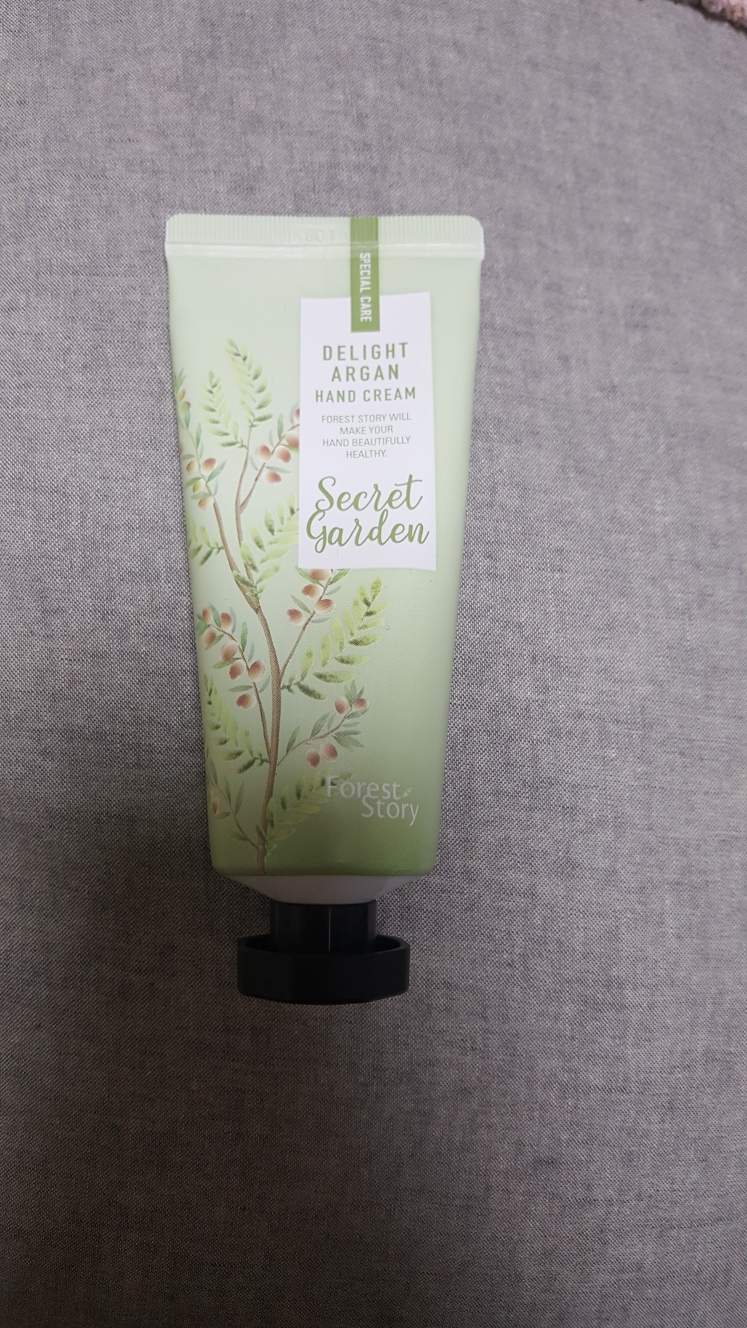 SPECIAL CARE
DELIGHT
ARGAN
HAND CREAM
FOREST STORY WILL
MAKE YOUR
HAND BEAUTIFULLY
HEALTHY.
Secret
Garden
Forest
Story